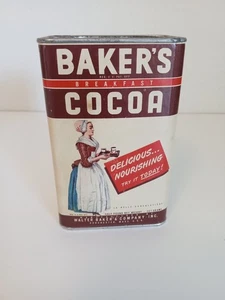 BAKER'S
BREAKFAST
COCOA
DELICIOUS...
NOURISHING
TRY IT TODAY!
WALTER BAKER & COMPANY, INC.